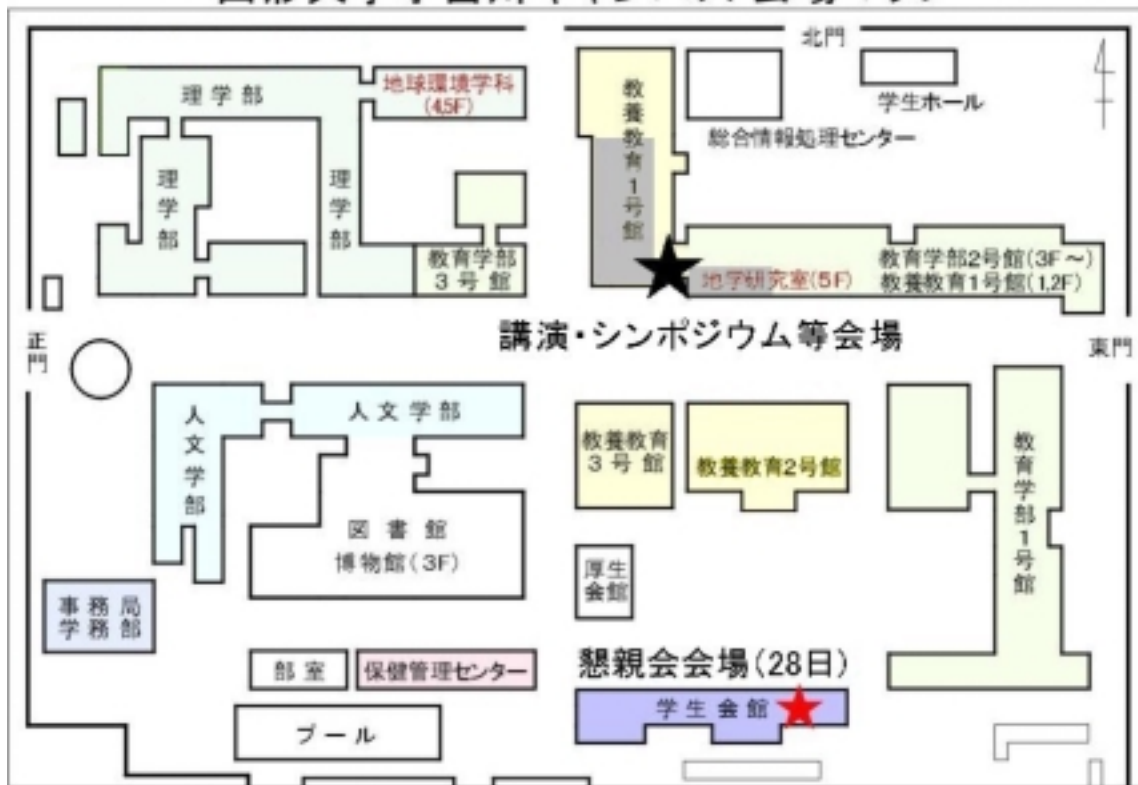 北門
理学部
地球環境学科
(4,5F)
教養教育1号館
学生ホール
総合情報処理センター
理学部
理学部
教育学部
3号館
地学研究室(5F)
教育学部2号館(3F～)
教養教育1号館(1,2F)
講演・シンポジウム等会場
正門
東門
人文学部
人文学部
教養教育
3号館
教養教育2号館
教育学部1号館
図書館
博物館(3F)
厚生
会館
事務局
学務部
懇親会会場(28日)
部室
保健管理センター
学生会館
プール